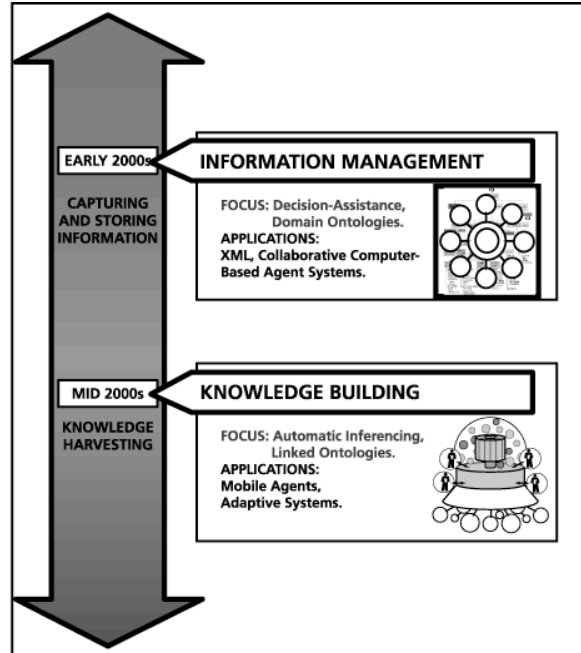 EARLY 2000s
CAPTURING
AND STORING
INFORMATION
INFORMATION MANAGEMENT
FOCUS: Decision-Assistance,
Domain Ontologies.
APPLICATIONS:
XML, Collaborative Computer-
Based Agent Systems.
MID 2000s
KNOWLEDGE
HARVESTING
KNOWLEDGE BUILDING
FOCUS: Automatic Inferencing,
Linked Ontologies.
APPLICATIONS:
Mobile Agents,
Adaptive Systems.